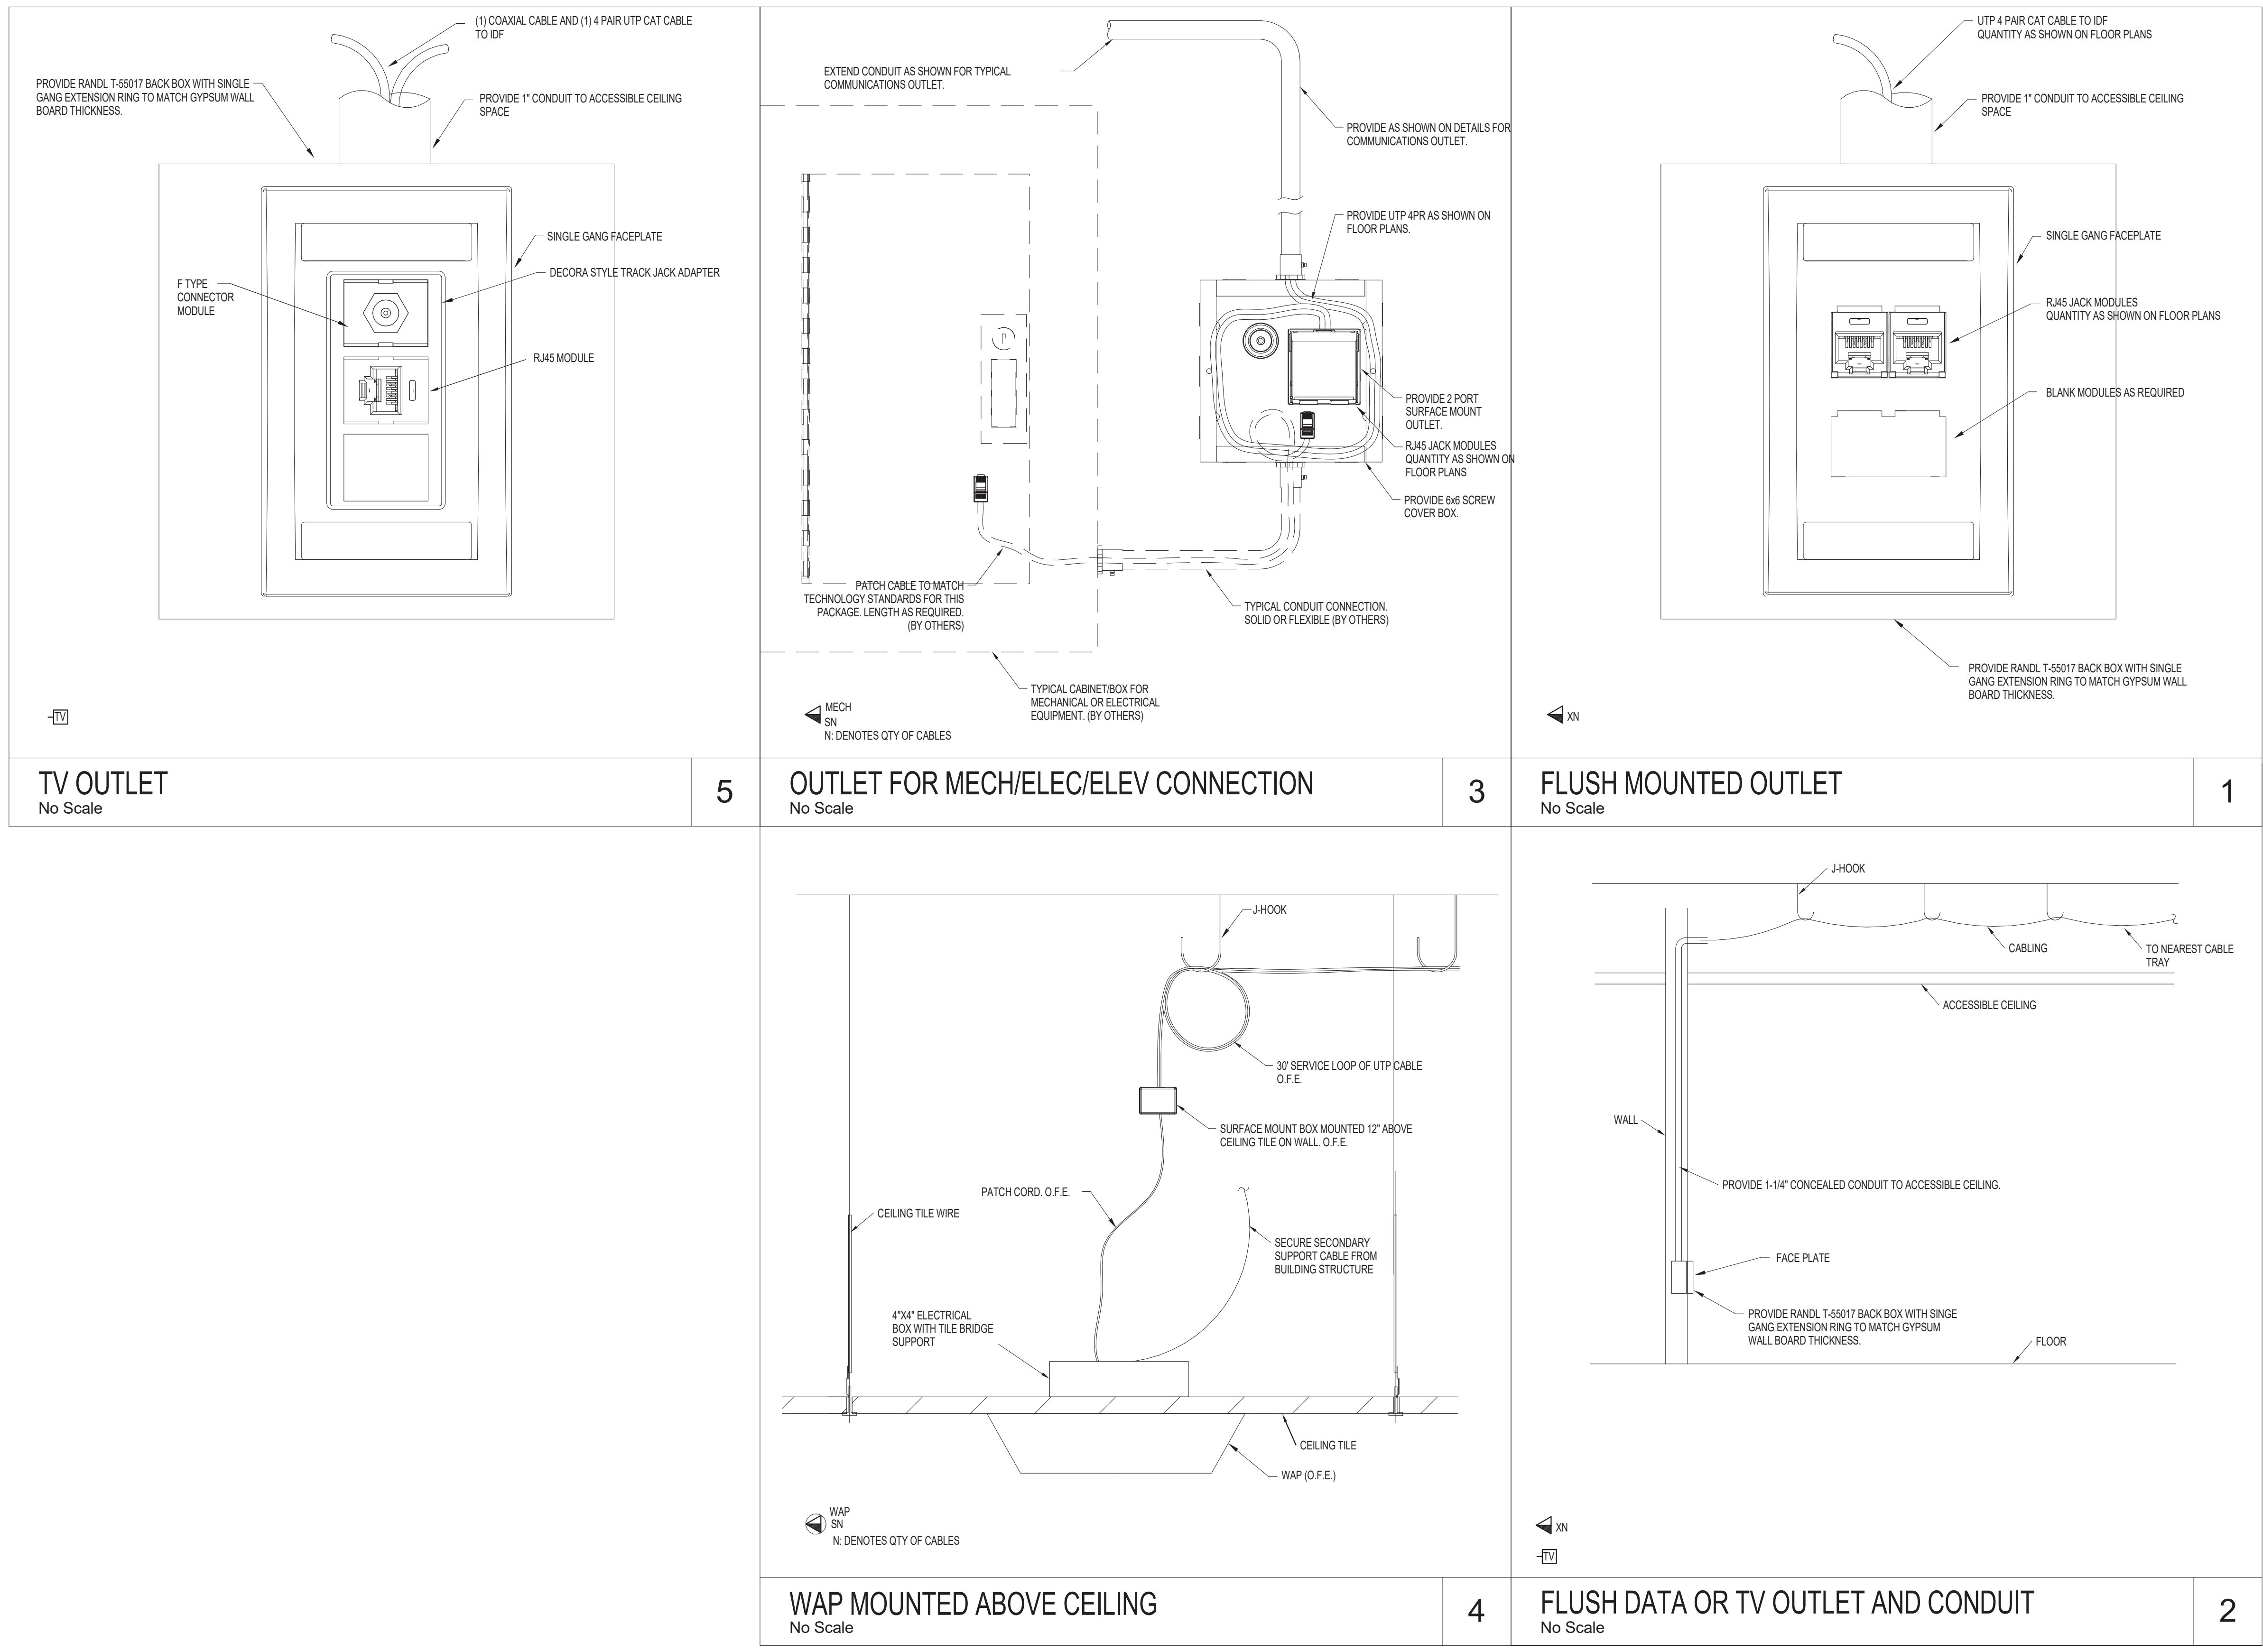 (1) COAXIAL CABLE AND (1) 4 PAIR UTP CAT CABLE
TO IDF
PROVIDE RANDL T-55017 BACK BOX WITH SINGLE
GANG EXTENSION RING TO MATCH GYPSUM WALL
BOARD THICKNESS.
PROVIDE 1" CONDUIT TO ACCESSIBLE CEILING
SPACE
SINGLE GANG FACEPLATE
DECORA STYLE TRACK JACK ADAPTER
F TYPE
CONNECTOR
MODULE
RJ45 MODULE
TV
TV OUTLET
No Scale
5
EXTEND CONDUIT AS SHOWN FOR TYPICAL
COMMUNICATIONS OUTLET.
PROVIDE AS SHOWN ON DETAILS FOR
COMMUNICATIONS OUTLET.
PROVIDE UTP 4PR AS SHOWN ON
FLOOR PLANS.
PROVIDE 2 PORT
SURFACE MOUNT
OUTLET.
RJ45 JACK MODULES
QUANTITY AS SHOWN ON
FLOOR PLANS
PROVIDE 6x6 SCREW
COVER BOX.
PATCH CABLE TO MATCH
TECHNOLOGY STANDARDS FOR THIS
PACKAGE. LENGTH AS REQUIRED.
(BY OTHERS)
TYPICAL CONDUIT CONNECTION.
SOLID OR FLEXIBLE (BY OTHERS)
TYPICAL CABINET/BOX FOR
MECHANICAL OR ELECTRICAL
EQUIPMENT. (BY OTHERS)
MECH
SN
N: DENOTES QTY OF CABLES
OUTLET FOR MECH/ELEC/ELEV CONNECTION
No Scale
3
UTP 4 PAIR CAT CABLE TO IDF
QUANTITY AS SHOWN ON FLOOR PLANS
PROVIDE 1" CONDUIT TO ACCESSIBLE CEILING
SPACE
SINGLE GANG FACEPLATE
RJ45 JACK MODULES
QUANTITY AS SHOWN ON FLOOR PLANS
BLANK MODULES AS REQUIRED
PROVIDE RANDL T-55017 BACK BOX WITH SINGLE
GANG EXTENSION RING TO MATCH GYPSUM WALL
BOARD THICKNESS.
XN
FLUSH MOUNTED OUTLET
No Scale
1
J-HOOK
30' SERVICE LOOP OF UTP CABLE
O.F.E.
SURFACE MOUNT BOX MOUNTED 12" ABOVE
CEILING TILE ON WALL. O.F.E.
PATCH CORD. O.F.E.
CEILING TILE WIRE
SECURE SECONDARY
SUPPORT CABLE FROM
BUILDING STRUCTURE
4"X4" ELECTRICAL
BOX WITH TILE BRIDGE
SUPPORT
CEILING TILE
WAP (O.F.E.)
WAP
SN
N: DENOTES QTY OF CABLES
WAP MOUNTED ABOVE CEILING
No Scale
4
J-HOOK
CABLING
TO NEAREST CABLE
TRAY
ACCESSIBLE CEILING
WALL
PROVIDE 1-1/4" CONCEALED CONDUIT TO ACCESSIBLE CEILING.
FACE PLATE
PROVIDE RANDL T-55017 BACK BOX WITH SINGE
GANG EXTENSION RING TO MATCH GYPSUM
WALL BOARD THICKNESS.
FLOOR
XN
TV
FLUSH DATA OR TV OUTLET AND CONDUIT
No Scale
2